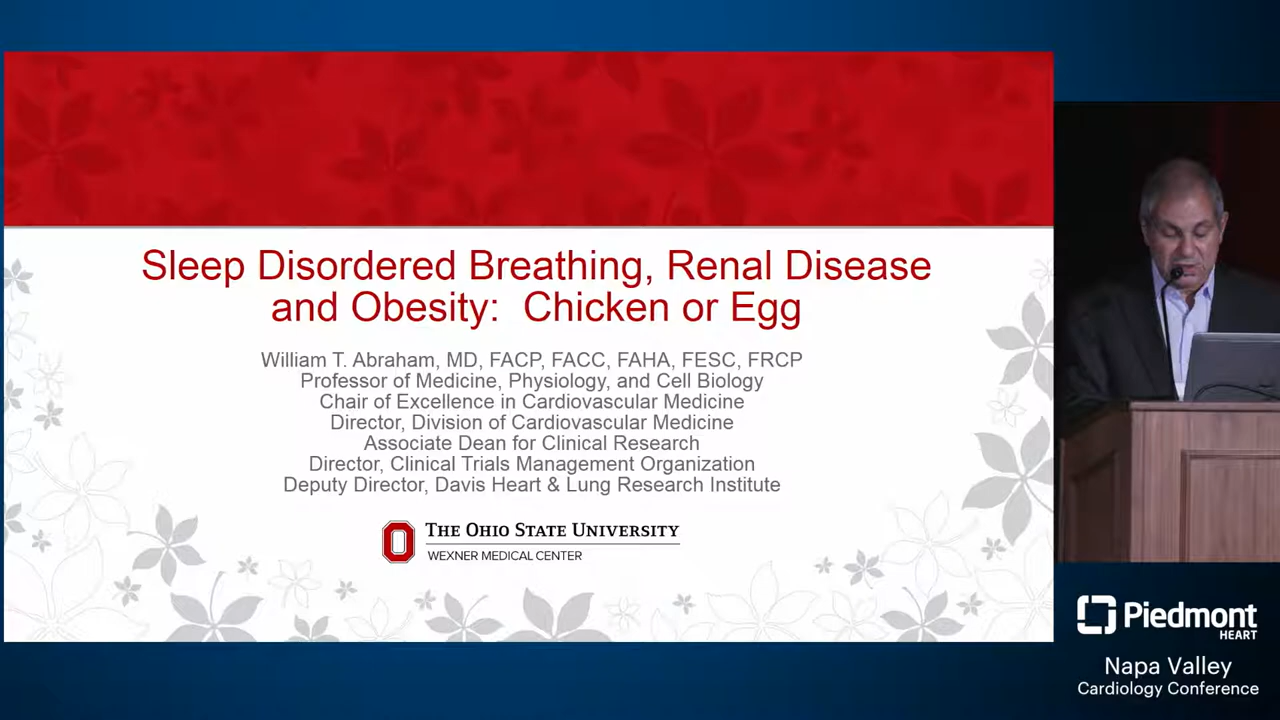 Sleep Disordered Breathing, Renal Disease
and Obesity: Chicken or Egg
William T. Abraham, MD, FACP, FACC, FAHA, FESC, FRCP
Professor of Medicine, Physiology, and Cell Biology
Chair of Excellence in Cardiovascular Medicine
Director, Division of Cardiovascular Medicine
Associate Dean for Clinical Research
Director, Clinical Trials Management Organization
Deputy Director, Davis Heart & Lung Research Institute
THE OHIO STATE UNIVERSITY
WEXNER MEDICAL CENTER
Piedmont
HEART
Napa Valley
Cardiology Conference